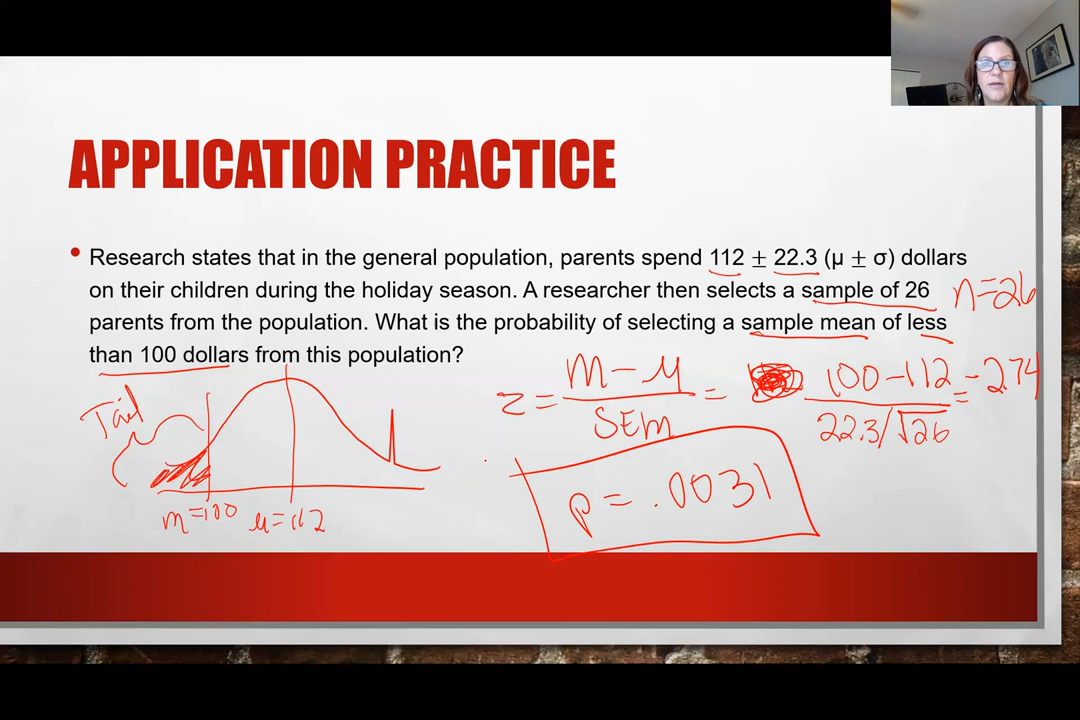 APPLICATION PRACTICE
• Research states that in the general population, parents spend 112 ± 22.3 (μ ± σ) dollars
on their children during the holiday season. A researcher then selects a sample of 26
parents from the population. What is the probability of selecting a sample mean of less
than 100 dollars from this population?
n=26
Tail
m=100 μ=112
z = m-μ / SEm = 100-112 / 22.3/√26 = -2.74
p = .0031